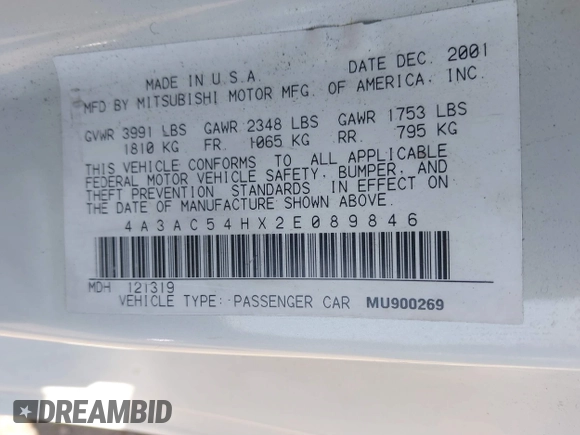 MADE IN U.S.A. DATE DEC. 2001
MFD BY MITSUBISHI MOTOR MFG. OF AMERICA, INC.
GVWR 3991 LBS GAWR 2348 LBS GAWR 1753 LBS
1810 KG FR. 1065 KG RR. 795 KG
THIS VEHICLE CONFORMS TO ALL APPLICABLE
FEDERAL MOTOR VEHICLE SAFETY, BUMPER, AND
THEFT PREVENTION STANDARDS IN EFFECT ON
THE DATE OF MANUFACTURE SHOWN ABOVE.
4A3AC54HX2E089846
MDH 121319
VEHICLE TYPE: PASSENGER CAR MU900269
DREAMBID